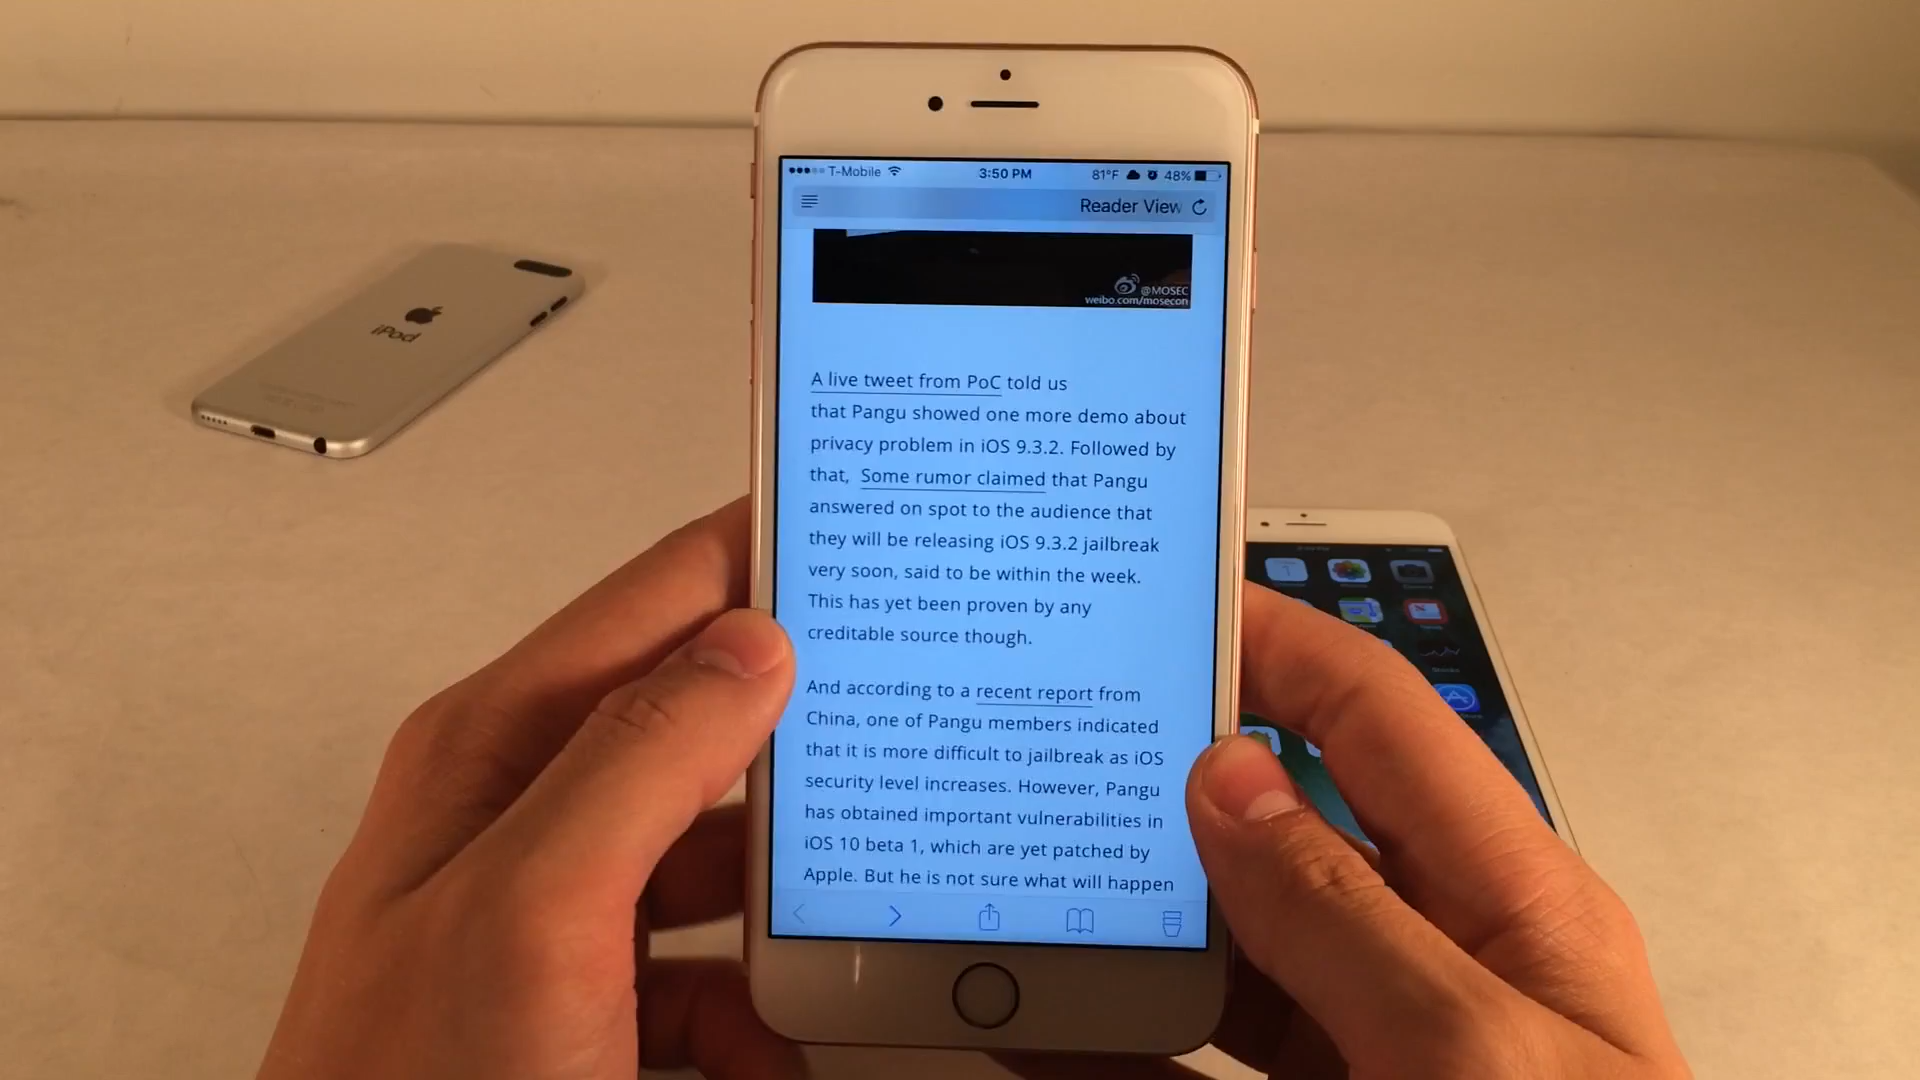 T-Mobile 3:50 PM 81°F 48%
Reader View
@MOSEC
weibo.com/mosecon
A live tweet from PoC told us
that Pangu showed one more demo about
privacy problem in iOS 9.3.2. Followed by
that, Some rumor claimed that Pangu
answered on spot to the audience that
they will be releasing iOS 9.3.2 jailbreak
very soon, said to be within the week.
This has yet been proven by any
creditable source though.
And according to a recent report from
China, one of Pangu members indicated
that it is more difficult to jailbreak as iOS
security level increases. However, Pangu
has obtained important vulnerabilities in
iOS 10 beta 1, which are yet patched by
Apple. But he is not sure what will happen
iPod